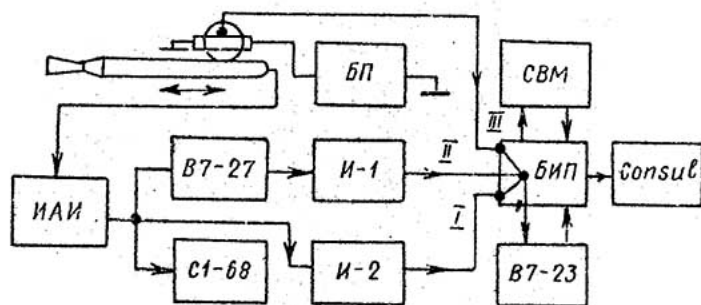 БП
СВМ
III
II
В7-27
И-1
БИП
Consul
ИАИ
I
С1-68
И-2
В7-23